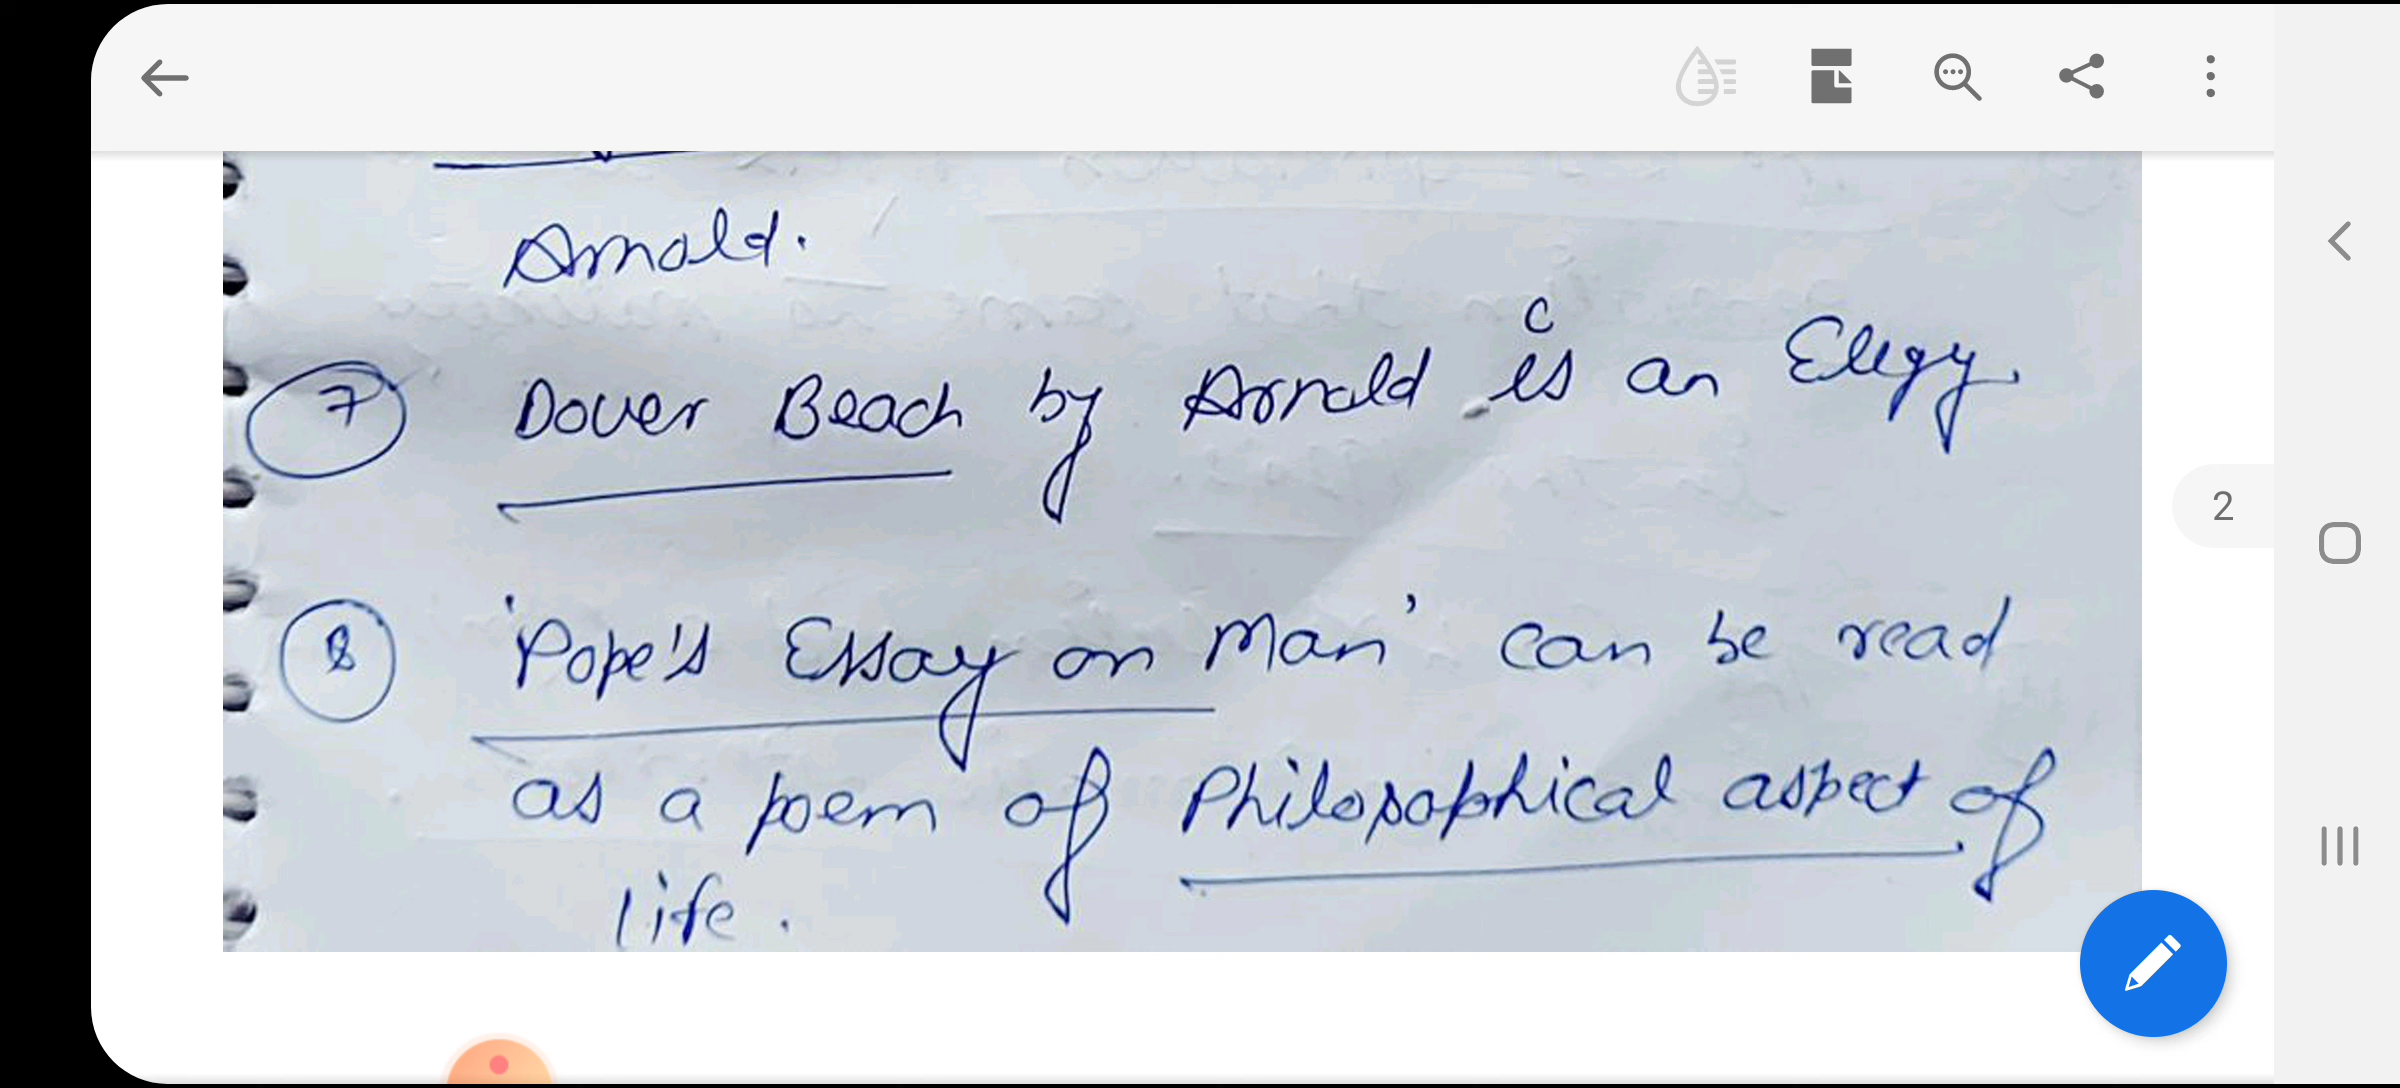 Arnold.
7 Dover Beach by Arnold is an Elegy.
8 'Pope's Essay on Man' can be read
as a poem of Philosophical aspect of
life.
2